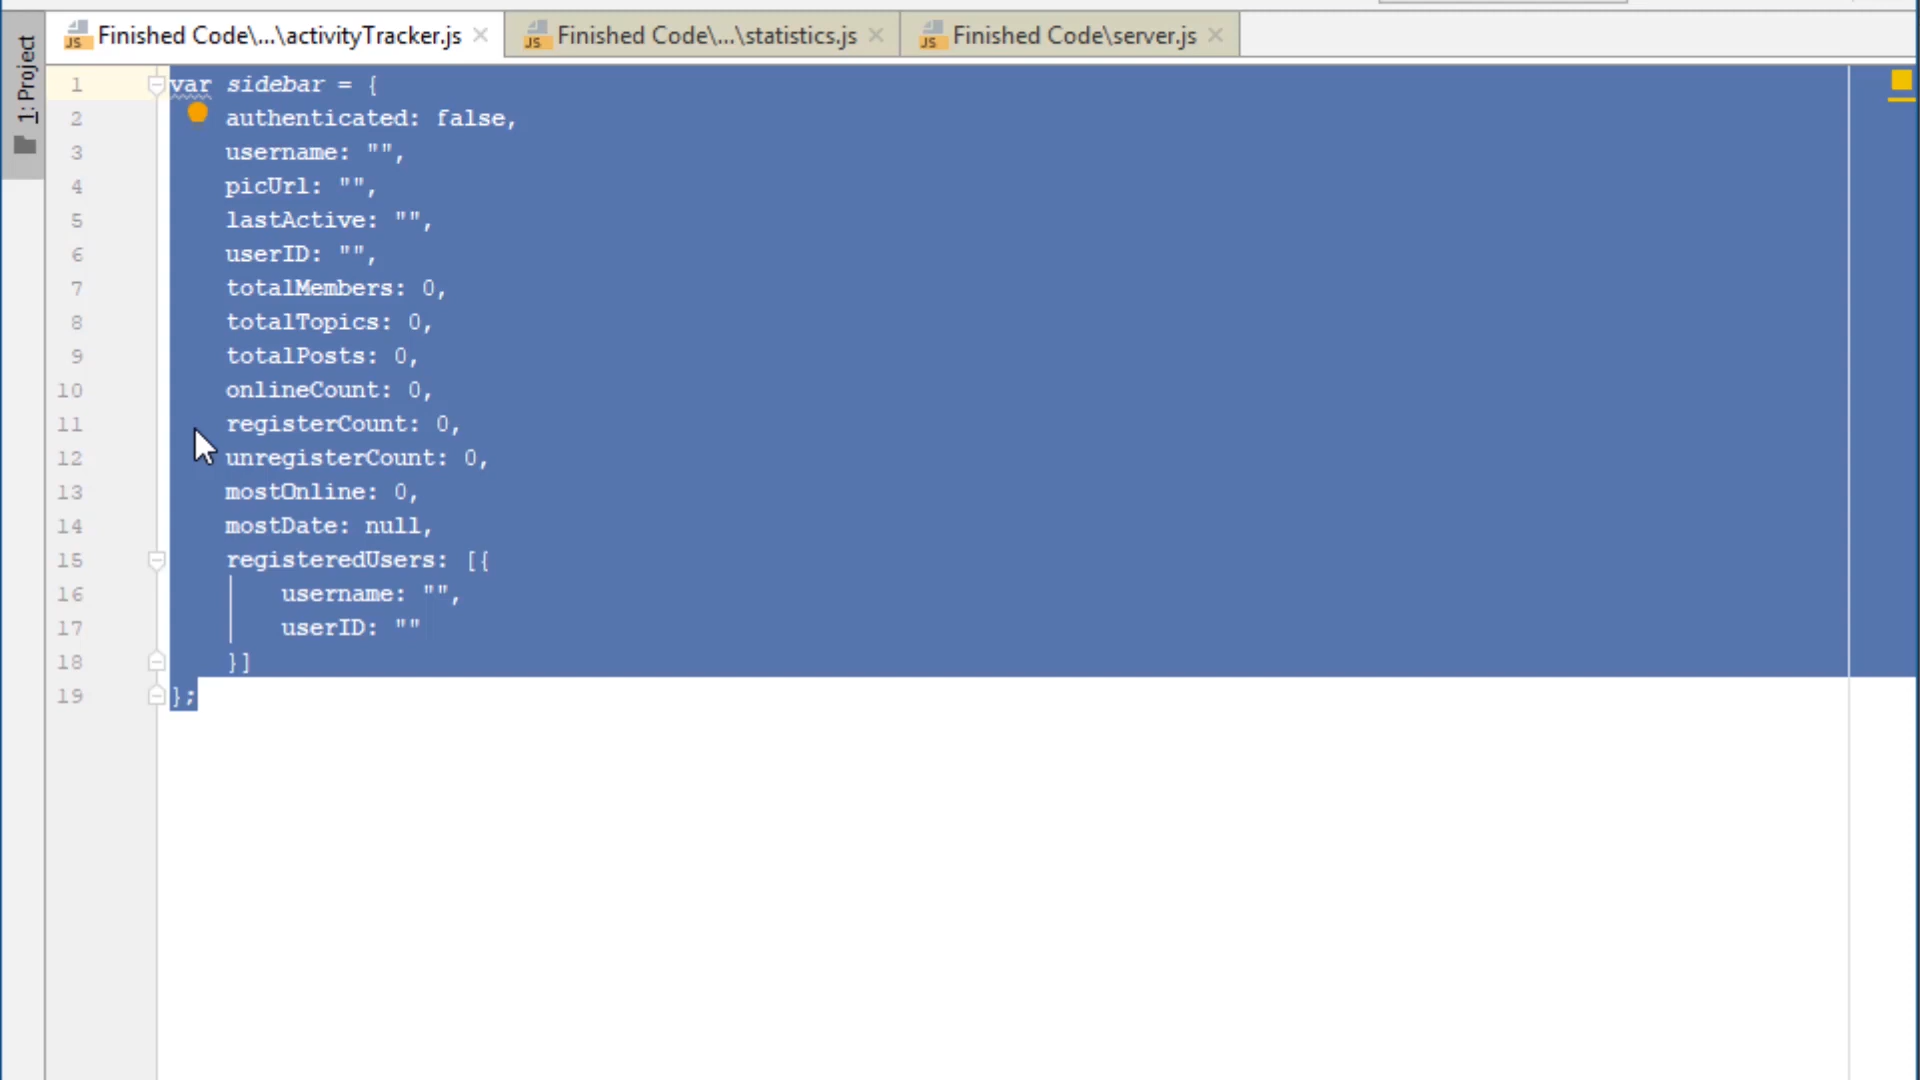 Finished Code\...\activityTracker.js
Finished Code\...\statistics.js
Finished Code\server.js
1: Project
1 var sidebar = {
2 authenticated: false,
3 username: "",
4 picUrl: "",
5 lastActive: "",
6 userID: "",
7 totalMembers: 0,
8 totalTopics: 0,
9 totalPosts: 0,
10 onlineCount: 0,
11 registerCount: 0,
12 unregisterCount: 0,
13 mostOnline: 0,
14 mostDate: null,
15 registeredUsers: [{
16 username: "",
17 userID: ""
18 }]
19 };